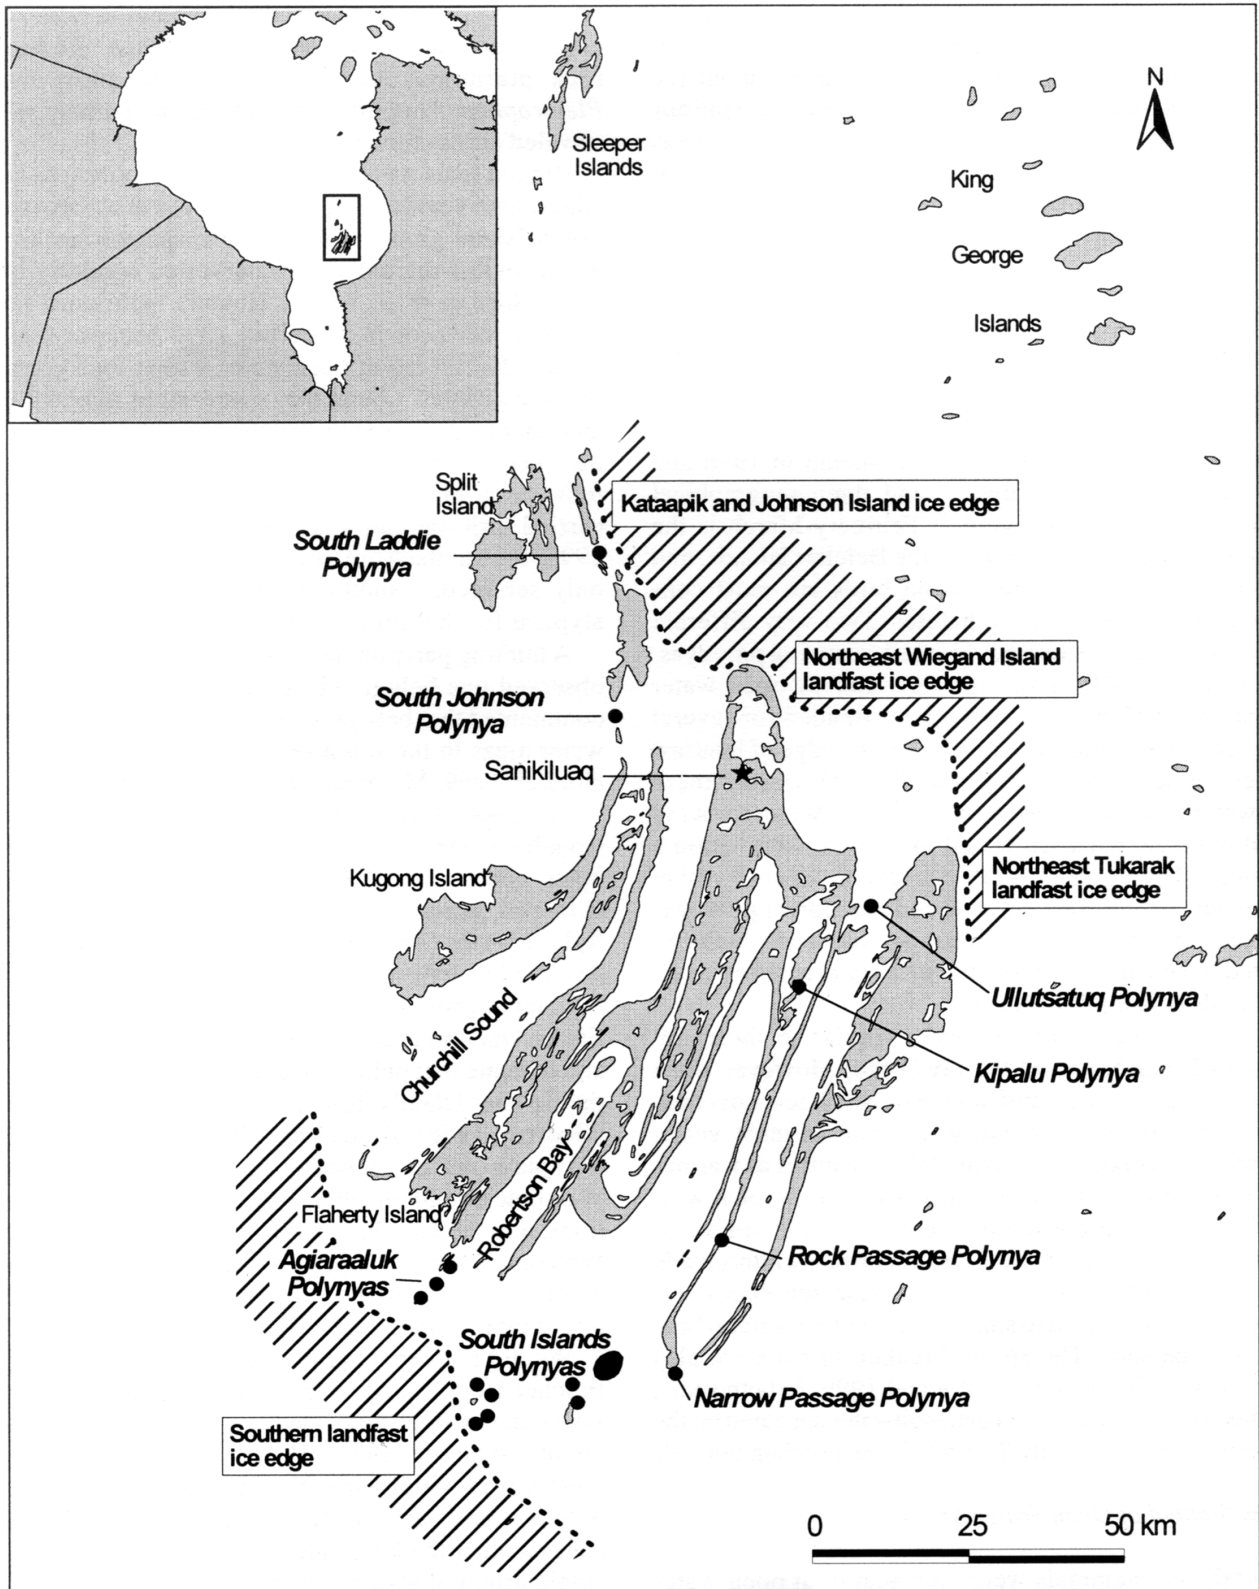 N
Sleeper
Islands
King
George
Islands
Split
Island
Kataapik and Johnson Island ice edge
South Laddie
Polynya
Northeast Wiegand Island
landfast ice edge
South Johnson
Polynya
Sanikiluaq
Northeast Tukarak
landfast ice edge
Kugong Island
Ullutsatuq Polynya
Churchill Sound
Kipalu Polynya
Robertson Bay
Flaherty Island
Agiaraaluk
Polynyas
Rock Passage Polynya
South Islands
Polynyas
Narrow Passage Polynya
Southern landfast
ice edge
0 25 50 km